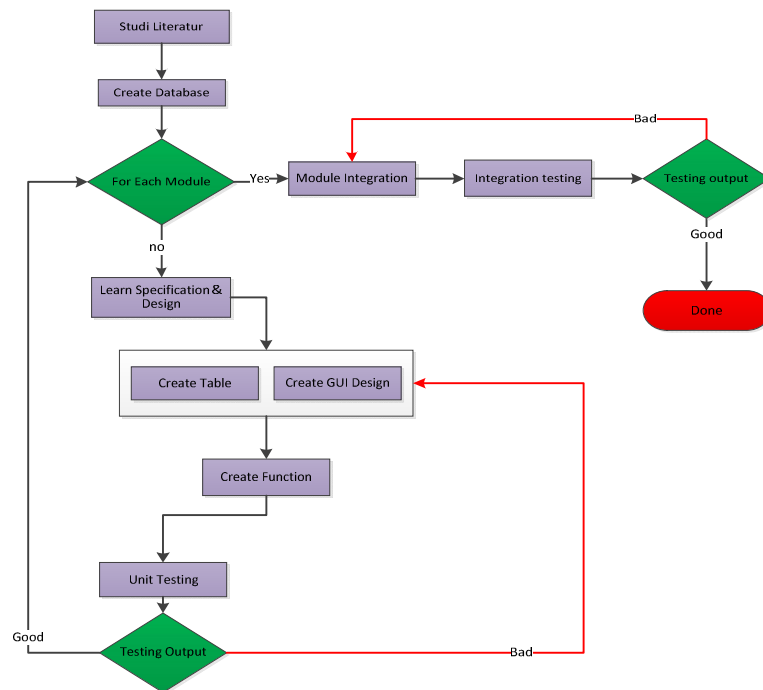 Studi Literatur
Create Database
For Each Module
Yes
Module Integration
Integration testing
Testing output
Bad
Good
Done
no
Learn Specification &
Design
Create Table
Create GUI Design
Create Function
Unit Testing
Testing Output
Good
Bad